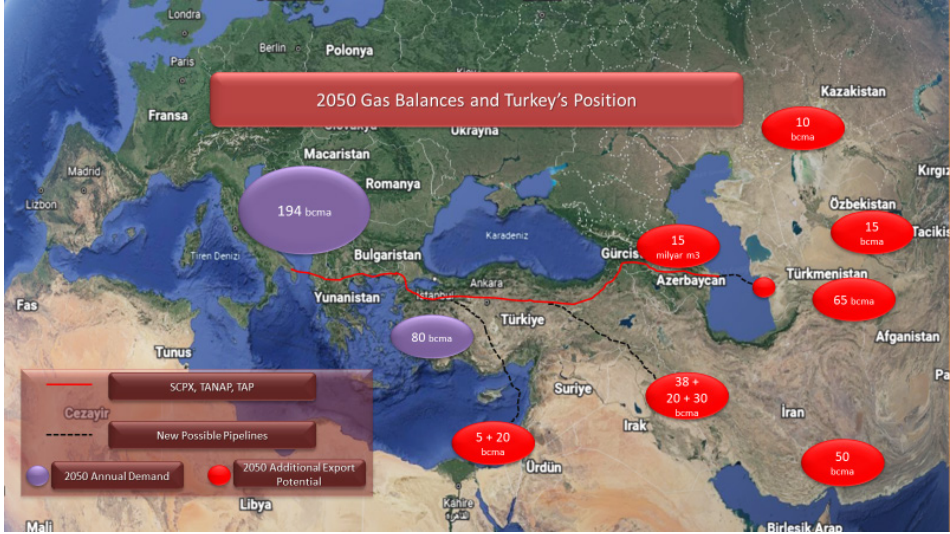 Londra
Berlin
Polonya
Paris
2050 Gas Balances and Turkey's Position
Kazakistan
Fransa
10
bcma
Slovakya
Ukrayna
Macaristan
Madrid
Romanya
Kırgız
Lizbon
Özbekistan
194 bcma
15
bcma
Tacikis
Karadeniz
15
milyar m3
Tiren Denizi
Bulgaristan
Gürcis
Türkmenistan
Azerbaycan
Ankara
İstanbul
Yunanistan
65 bcma
Fas
Türkiye
80 bcma
Afganistan
Tunus
Pa
SCPX, TANAP, TAP
Suriye
38 +
20 + 30
bcma
Cezayir
İran
Irak
New Possible Pipelines
5 + 20
bcma
50
bcma
2050 Annual Demand
2050 Additional Export
Potential
Ürdün
Libya
Kahire
القاهرة
Mali
Birleşik Arap